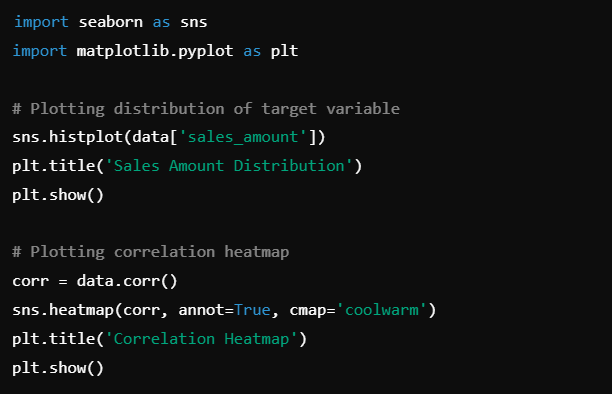 import seaborn as sns
import matplotlib.pyplot as plt
# Plotting distribution of target variable
sns.histplot(data['sales_amount'])
plt.title('Sales Amount Distribution')
plt.show()
# Plotting correlation heatmap
corr = data.corr()
sns.heatmap(corr, annot=True, cmap='coolwarm')
plt.title('Correlation Heatmap')
plt.show()